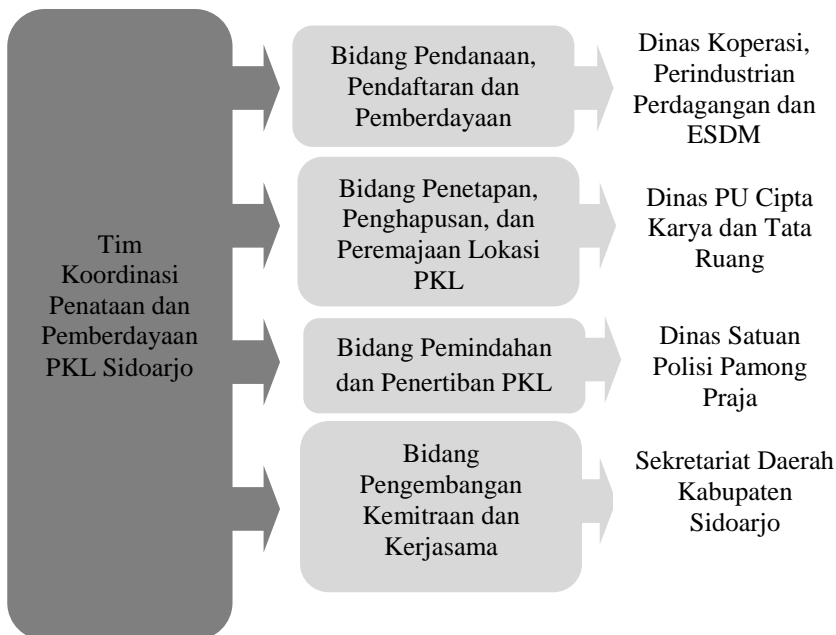 Tim
Koordinasi
Penataan dan
Pemberdayaan
PKL Sidoarjo
Bidang Pendanaan,
Pendaftaran dan
Pemberdayaan
Dinas Koperasi,
Perindustrian
Perdagangan dan
ESDM
Bidang Penetapan,
Penghapusan, dan
Peremajaan Lokasi
PKL
Dinas PU Cipta
Karya dan Tata
Ruang
Bidang Pemindahan
dan Penertiban PKL
Dinas Satuan
Polisi Pamong
Praja
Bidang
Pengembangan
Kemitraan dan
Kerjasama
Sekretariat Daerah
Kabupaten
Sidoarjo